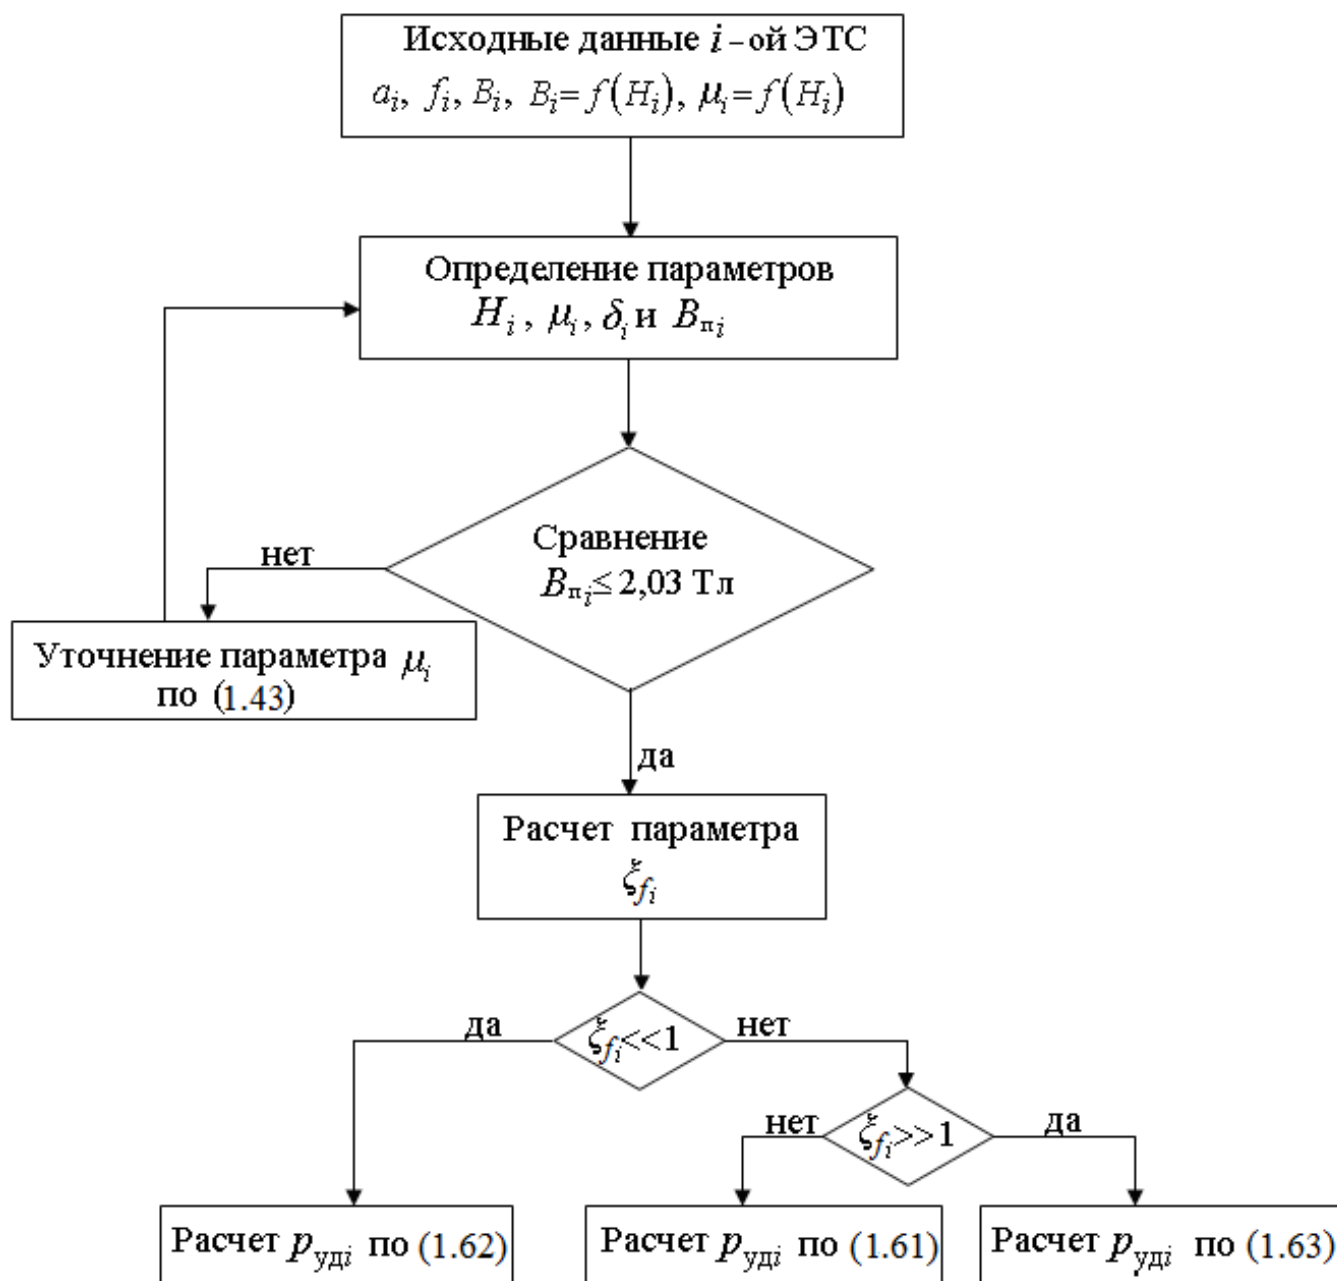 Исходные данные i – ой ЭТС
aᵢ, fᵢ, Bᵢ, Bᵢ= f(Hᵢ), μᵢ= f(Hᵢ)
Определение параметров
Hᵢ , μᵢ, δᵢ и Bпᵢ
Сравнение
Bпᵢ≤ 2,03 Тл
нет
Уточнение параметра μᵢ
по (1.43)
да
Расчет параметра
ξfᵢ
да
ξfᵢ<<1
нет
нет
ξfᵢ>>1
да
Расчет pудi по (1.62)
Расчет pудi по (1.61)
Расчет pудi по (1.63)